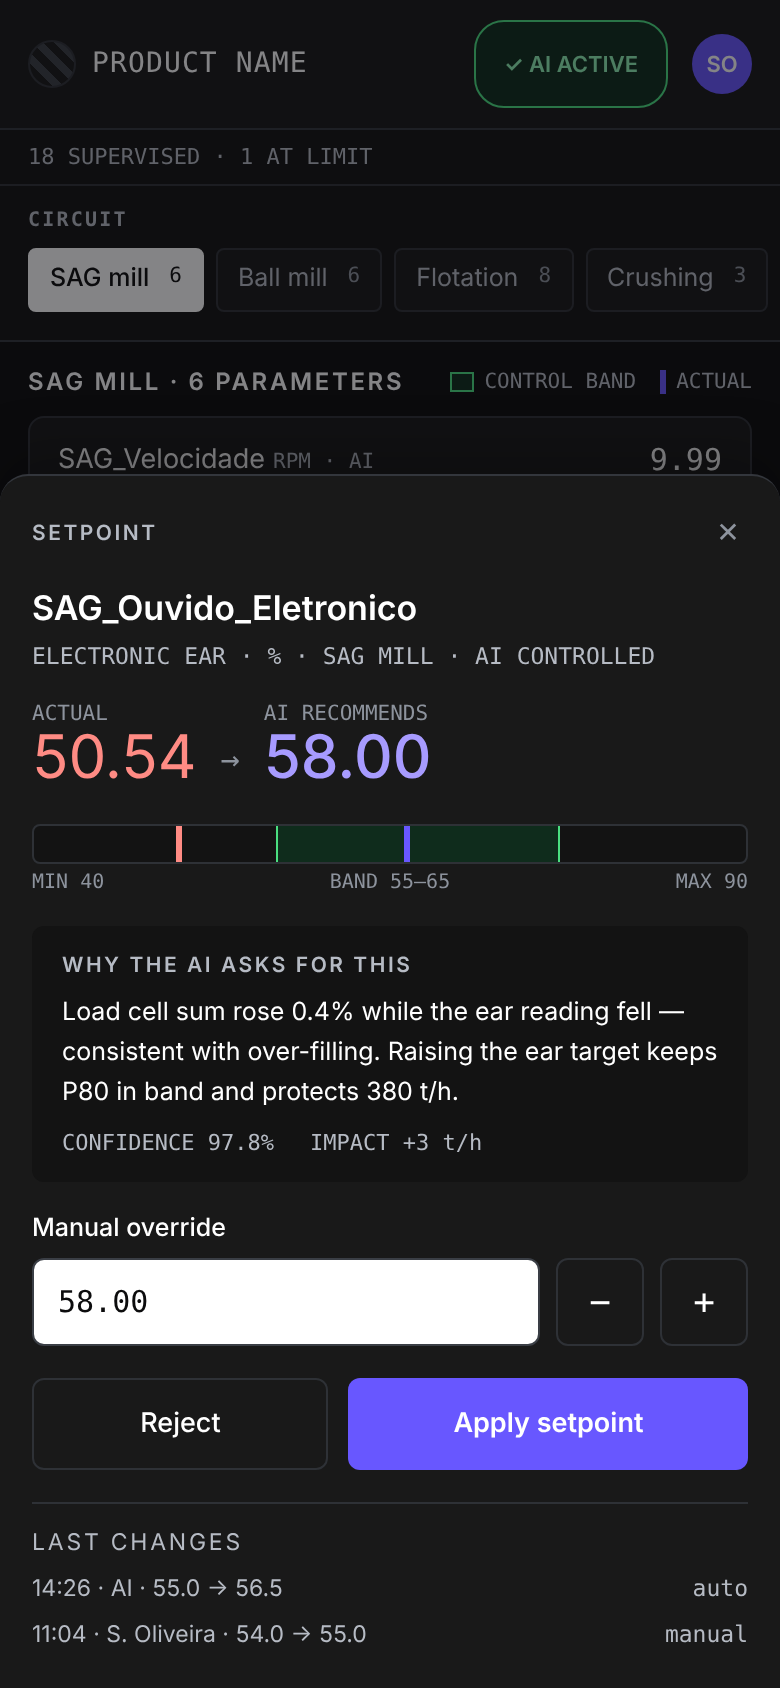 PRODUCT NAME
✓ AI ACTIVE
SO
18 SUPERVISED · 1 AT LIMIT
CIRCUIT
SAG mill 6
Ball mill 6
Flotation 8
Crushing 3
SAG MILL · 6 PARAMETERS
CONTROL BAND
ACTUAL
SAG_Velocidade RPM · AI
9.99
SETPOINT
✕
SAG_Ouvido_Eletronico
ELECTRONIC EAR · % · SAG MILL · AI CONTROLLED
ACTUAL
AI RECOMMENDS
50.54 → 58.00
MIN 40
BAND 55–65
MAX 90
WHY THE AI ASKS FOR THIS
Load cell sum rose 0.4% while the ear reading fell —
consistent with over-filling. Raising the ear target keeps
P80 in band and protects 380 t/h.
CONFIDENCE 97.8% IMPACT +3 t/h
Manual override
58.00
−
+
Reject
Apply setpoint
LAST CHANGES
14:26 · AI · 55.0 → 56.5 auto
11:04 · S. Oliveira · 54.0 → 55.0 manual